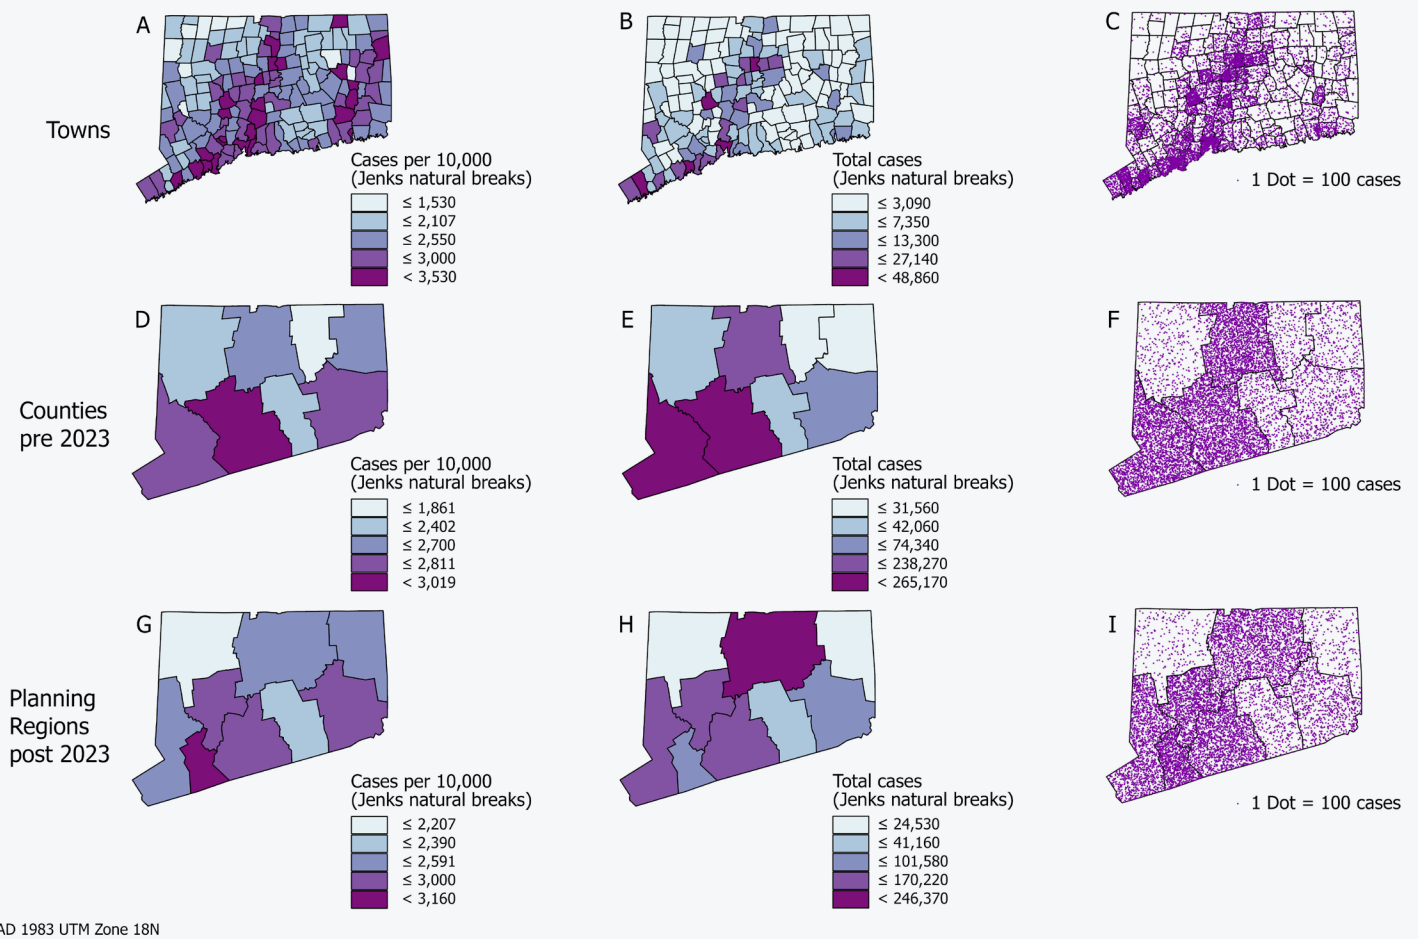 A
B
C
Towns
Cases per 10,000
(Jenks natural breaks)
≤ 1,530
≤ 2,107
≤ 2,550
≤ 3,000
< 3,530
Total cases
(Jenks natural breaks)
≤ 3,090
≤ 7,350
≤ 13,300
≤ 27,140
< 48,860
1 Dot = 100 cases
D
E
F
Counties
pre 2023
Cases per 10,000
(Jenks natural breaks)
≤ 1,861
≤ 2,402
≤ 2,700
≤ 2,811
< 3,019
Total cases
(Jenks natural breaks)
≤ 31,560
≤ 42,060
≤ 74,340
≤ 238,270
< 265,170
1 Dot = 100 cases
G
H
I
Planning
Regions
post 2023
Cases per 10,000
(Jenks natural breaks)
≤ 2,207
≤ 2,390
≤ 2,591
≤ 3,000
< 3,160
Total cases
(Jenks natural breaks)
≤ 24,530
≤ 41,160
≤ 101,580
≤ 170,220
< 246,370
1 Dot = 100 cases
AD 1983 UTM Zone 18N